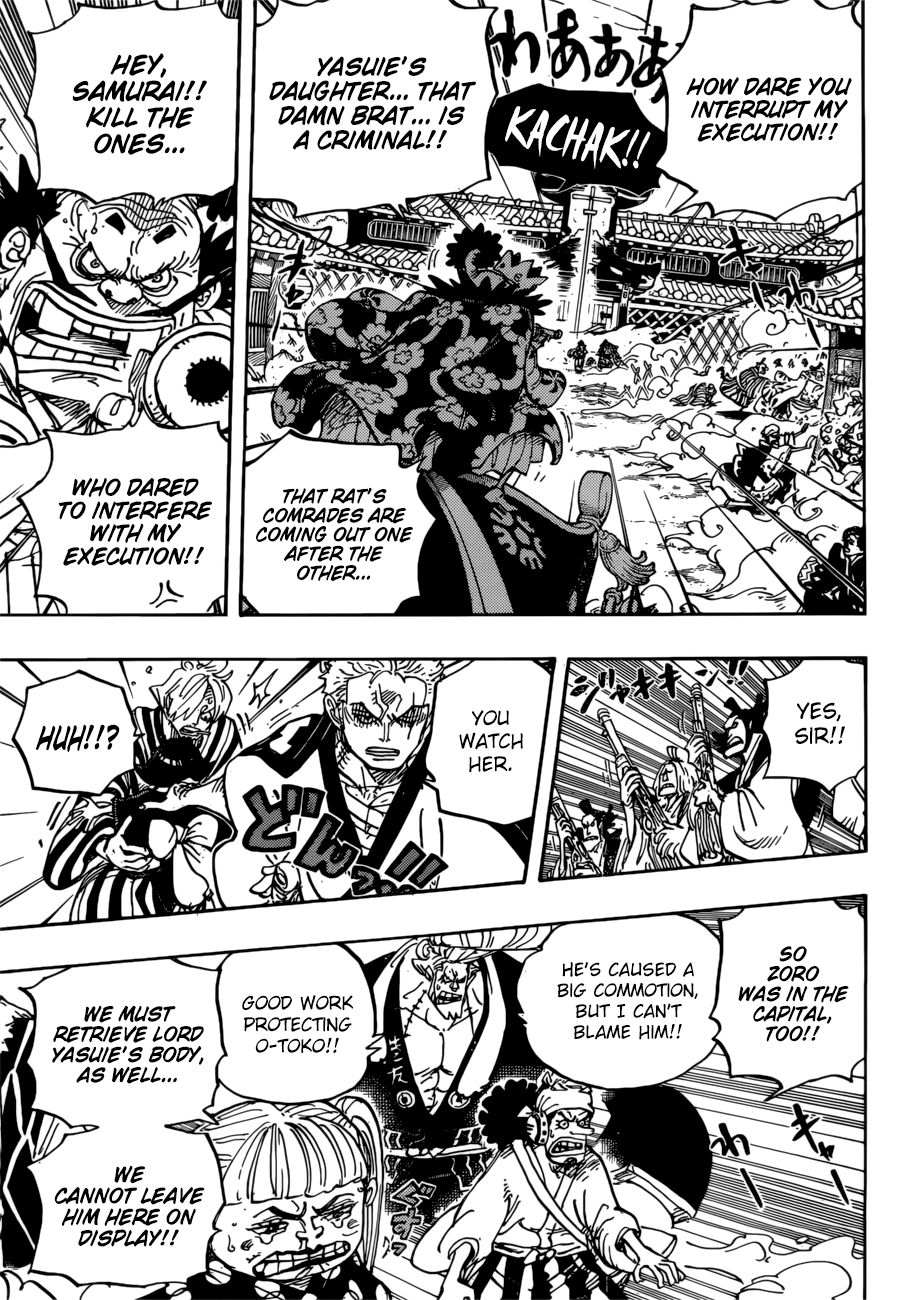 HOW DARE YOU
INTERRUPT MY
EXECUTION!!
わあああ
KACHAK!!
YASUIE'S
DAUGHTER... THAT
DAMN BRAT... IS
A CRIMINAL!!
THAT RAT'S
COMRADES ARE
COMING OUT ONE
AFTER THE
OTHER...
HEY,
SAMURAI!!
KILL THE
ONES...
WHO DARED
TO INTERFERE
WITH MY
EXECUTION!!
YES,
SIR!!
ジャキキ
YOU
WATCH
HER.
HUH!!?
SO
ZORO
WAS IN THE
CAPITAL,
TOO!!
HE'S CAUSED A
BIG COMMOTION,
BUT I CAN'T
BLAME HIM!!
GOOD WORK
PROTECTING
O-TOKO!!
WE MUST
RETRIEVE LORD
YASUIE'S BODY,
AS WELL...
WE
CANNOT LEAVE
HIM HERE ON
DISPLAY!!